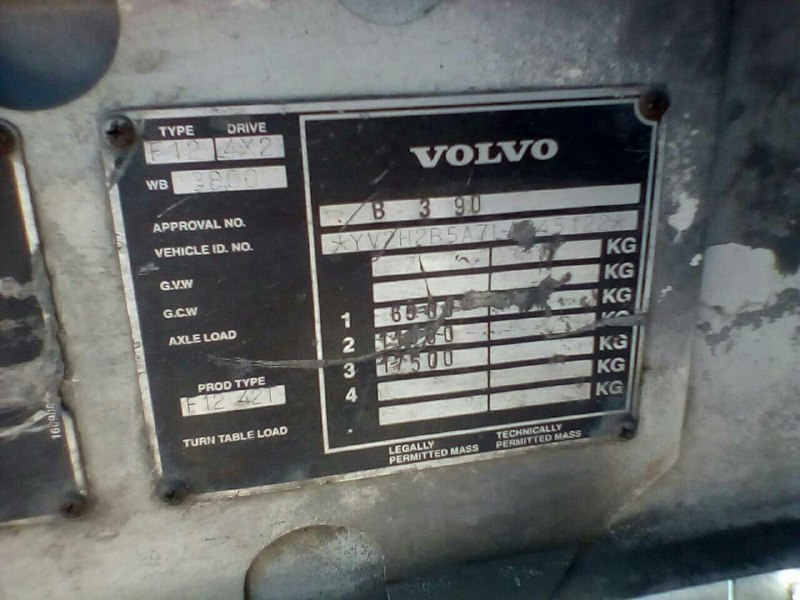 TYPE DRIVE
F12 4X2
WB 3800
VOLVO
APPROVAL NO. B 3 90
VEHICLE ID. NO.
G.V.W KG
G.C.W KG
AXLE LOAD 1 KG
2 KG
3 17500 KG
4 KG
PROD TYPE
F12 42T
TURN TABLE LOAD
LEGALLY PERMITTED MASS
TECHNICALLY PERMITTED MASS